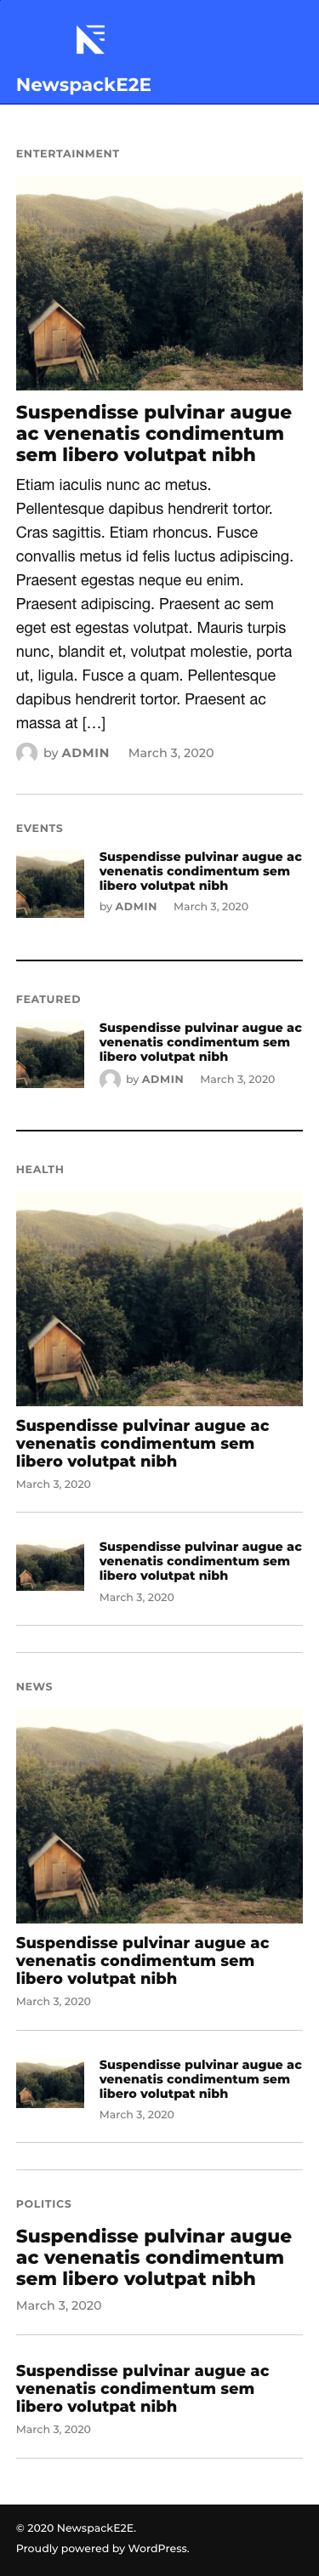 NewspackE2E
ENTERTAINMENT
Suspendisse pulvinar augue
ac venenatis condimentum
sem libero volutpat nibh
Etiam iaculis nunc ac metus.
Pellentesque dapibus hendrerit tortor.
Cras sagittis. Etiam rhoncus. Fusce
convallis metus id felis luctus adipiscing.
Praesent egestas neque eu enim.
Praesent adipiscing. Praesent ac sem
eget est egestas volutpat. Mauris turpis
nunc, blandit et, volutpat molestie, porta
ut, ligula. Fusce a quam. Pellentesque
dapibus hendrerit tortor. Praesent ac
massa at […]
by ADMIN March 3, 2020
EVENTS
Suspendisse pulvinar augue ac
venenatis condimentum sem
libero volutpat nibh
by ADMIN March 3, 2020
FEATURED
Suspendisse pulvinar augue ac
venenatis condimentum sem
libero volutpat nibh
by ADMIN March 3, 2020
HEALTH
Suspendisse pulvinar augue ac
venenatis condimentum sem
libero volutpat nibh
March 3, 2020
Suspendisse pulvinar augue ac
venenatis condimentum sem
libero volutpat nibh
March 3, 2020
NEWS
Suspendisse pulvinar augue ac
venenatis condimentum sem
libero volutpat nibh
March 3, 2020
Suspendisse pulvinar augue ac
venenatis condimentum sem
libero volutpat nibh
March 3, 2020
POLITICS
Suspendisse pulvinar augue
ac venenatis condimentum
sem libero volutpat nibh
March 3, 2020
Suspendisse pulvinar augue ac
venenatis condimentum sem
libero volutpat nibh
March 3, 2020
© 2020 NewspackE2E.
Proudly powered by WordPress.